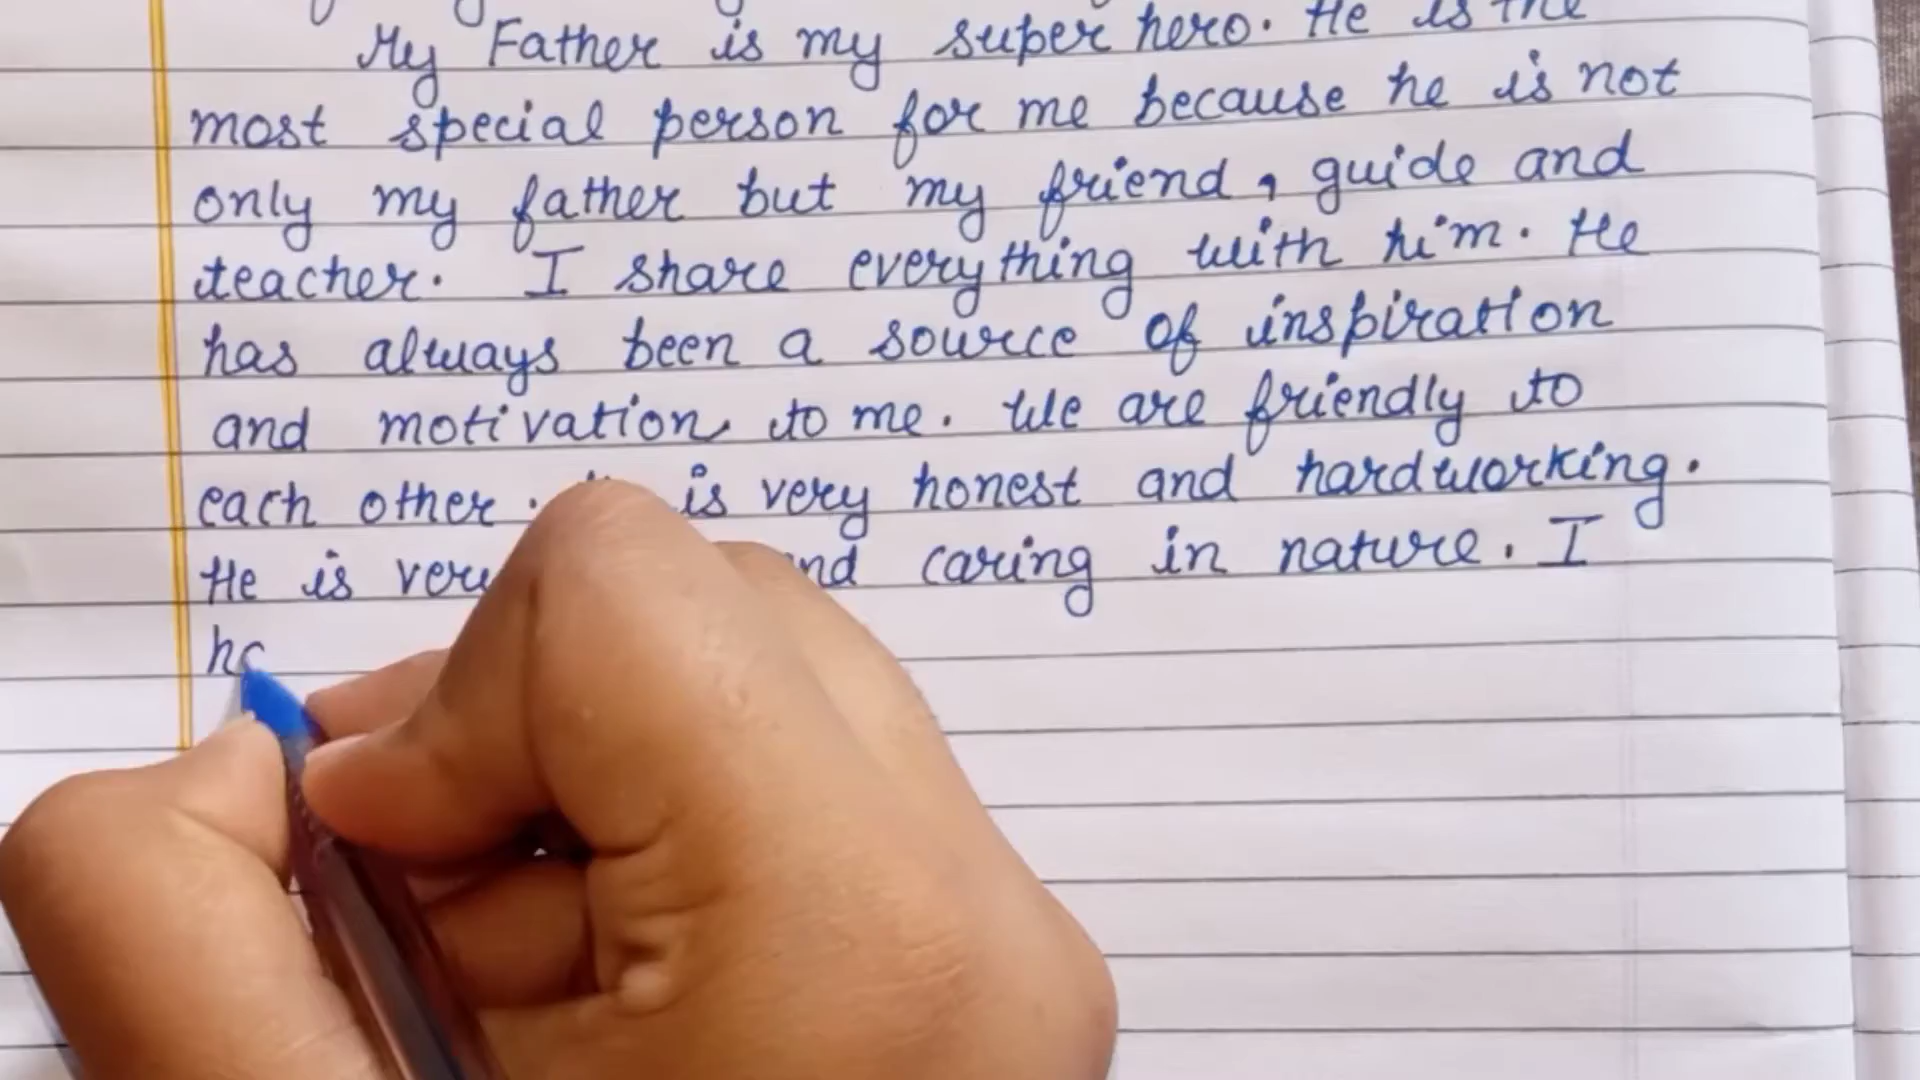 My Father is my super hero. He is the
most special person for me because he is not
only my father but my friend, guide and
teacher. I share everything with him. He
has always been a source of inspiration
and motivation to me. We are friendly to
each other. is very honest and hardworking.
He is very and caring in nature. I